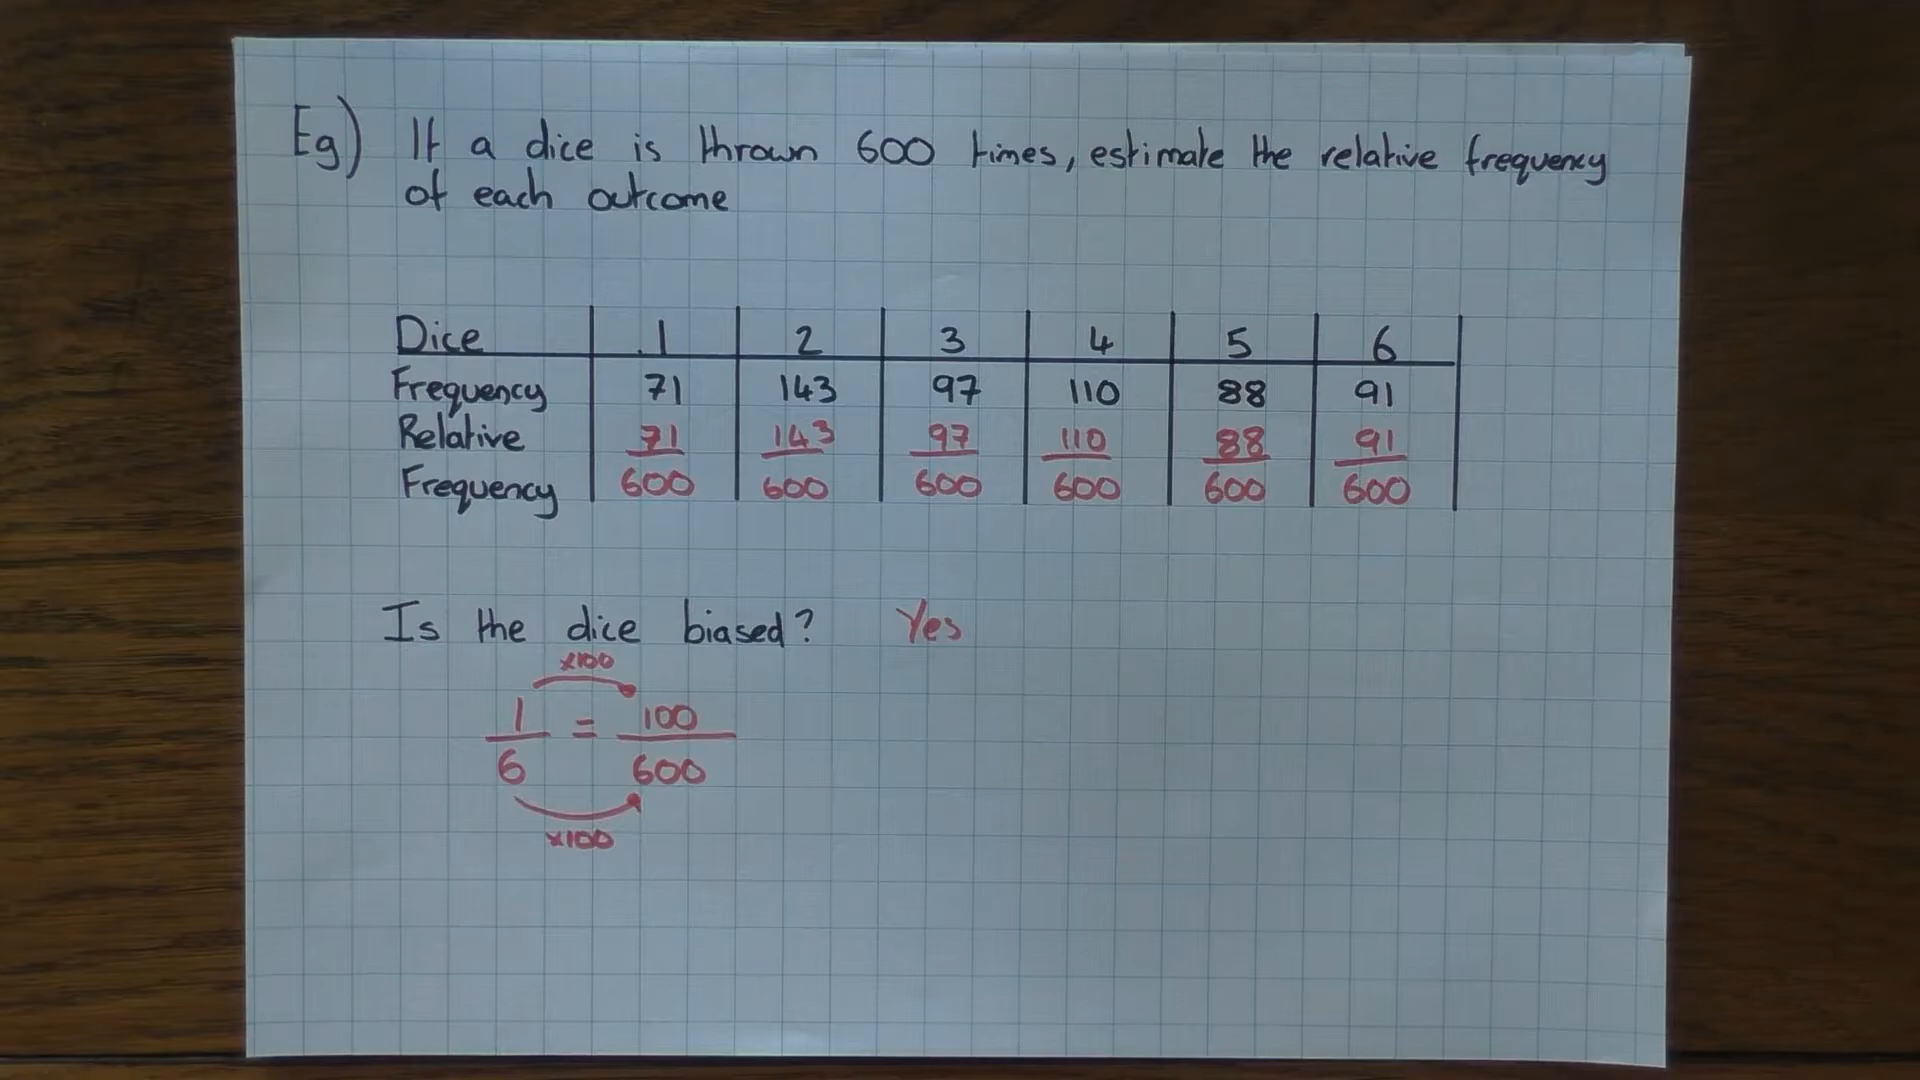 Eg) If a dice is thrown 600 times, estimate the relative frequency
of each outcome
Dice 1 2 3 4 5 6
Frequency 71 143 97 110 88 91
Relative 71 143 97 110 88 91
Frequency 600 600 600 600 600 600
Is the dice biased? Yes
x100
1 = 100
6 600
x100